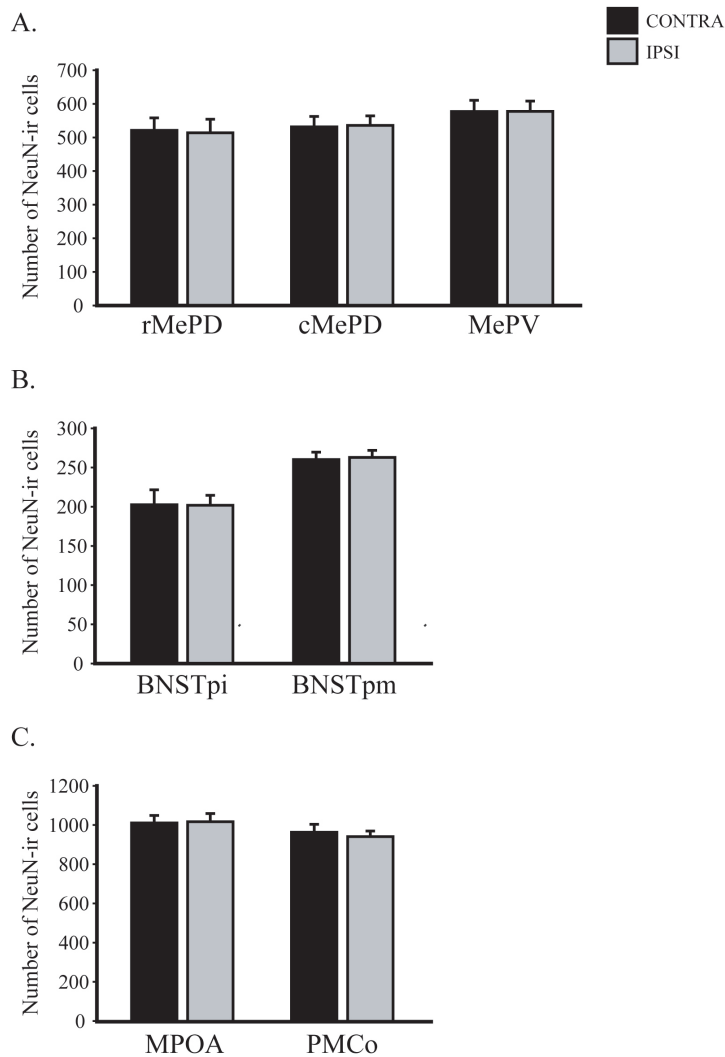 A.
CONTRA
IPSI
Number of NeuN-ir cells
700
600
500
400
300
200
100
0
rMePD cMePD MePV
B.
Number of NeuN-ir cells
300
250
200
150
100
50
0
BNSTpi BNSTpm
C.
Number of NeuN-ir cells
1200
1000
800
600
400
200
0
MPOA PMCo